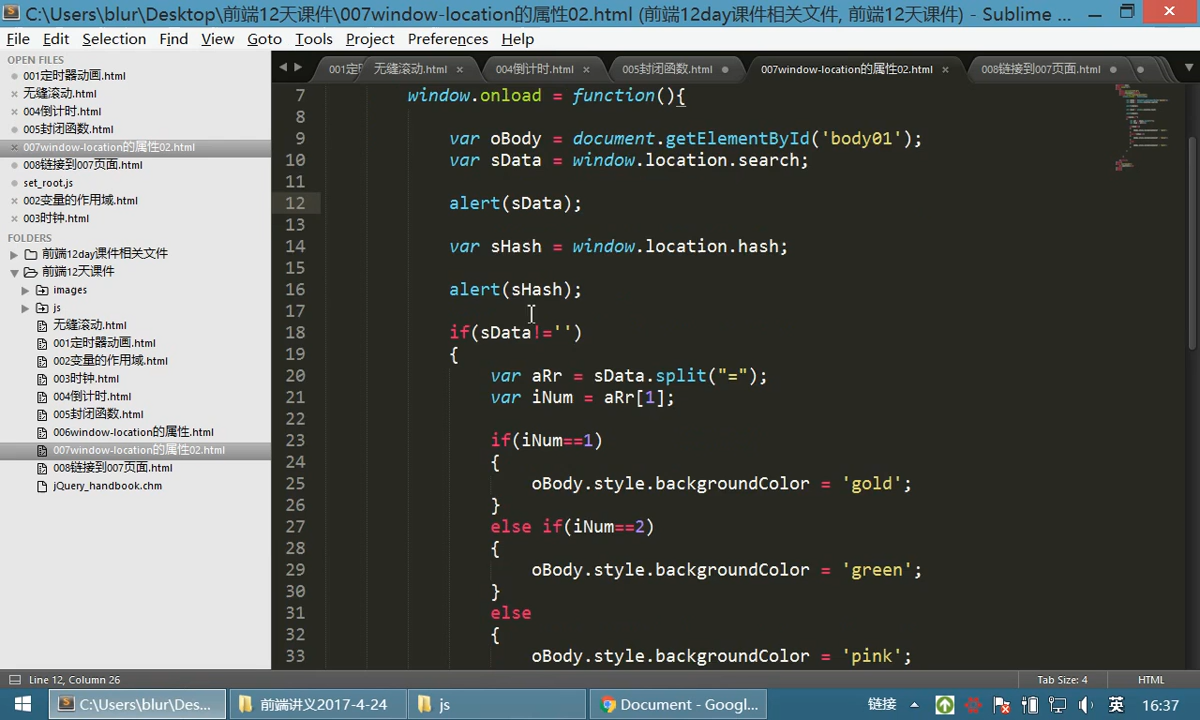 C:\Users\blur\Desktop\前端12天课件\007window-location的属性02.html (前端12day课件相关文件, 前端12天课件) - Sublime ...
File Edit Selection Find View Goto Tools Project Preferences Help
OPEN FILES
001定时器动画.html
无缝滚动.html
004倒计时.html
005封闭函数.html
007window-location的属性02.html
008链接到007页面.html
set_root.js
002变量的作用域.html
003时钟.html
FOLDERS
前端12day课件相关文件
前端12天课件
images
js
无缝滚动.html
001定时器动画.html
002变量的作用域.html
003时钟.html
004倒计时.html
005封闭函数.html
006window-location的属性.html
007window-location的属性02.html
008链接到007页面.html
jQuery_handbook.chm
001定时 无缝滚动.html 004倒计时.html 005封闭函数.html 007window-location的属性02.html 008链接到007页面.html
7 window.onload = function(){
8
9 var oBody = document.getElementById('body01');
10 var sData = window.location.search;
11
12 alert(sData);
13
14 var sHash = window.location.hash;
15
16 alert(sHash);
17
18 if(sData!='')
19 {
20 var aRr = sData.split("=");
21 var iNum = aRr[1];
22
23 if(iNum==1)
24 {
25 oBody.style.backgroundColor = 'gold';
26 }
27 else if(iNum==2)
28 {
29 oBody.style.backgroundColor = 'green';
30 }
31 else
32 {
33 oBody.style.backgroundColor = 'pink';
Line 12, Column 26 Tab Size: 4 HTML
C:\Users\blur\Des... 前端讲义2017-4-24 js Document - Googl... 链接 英 16:37